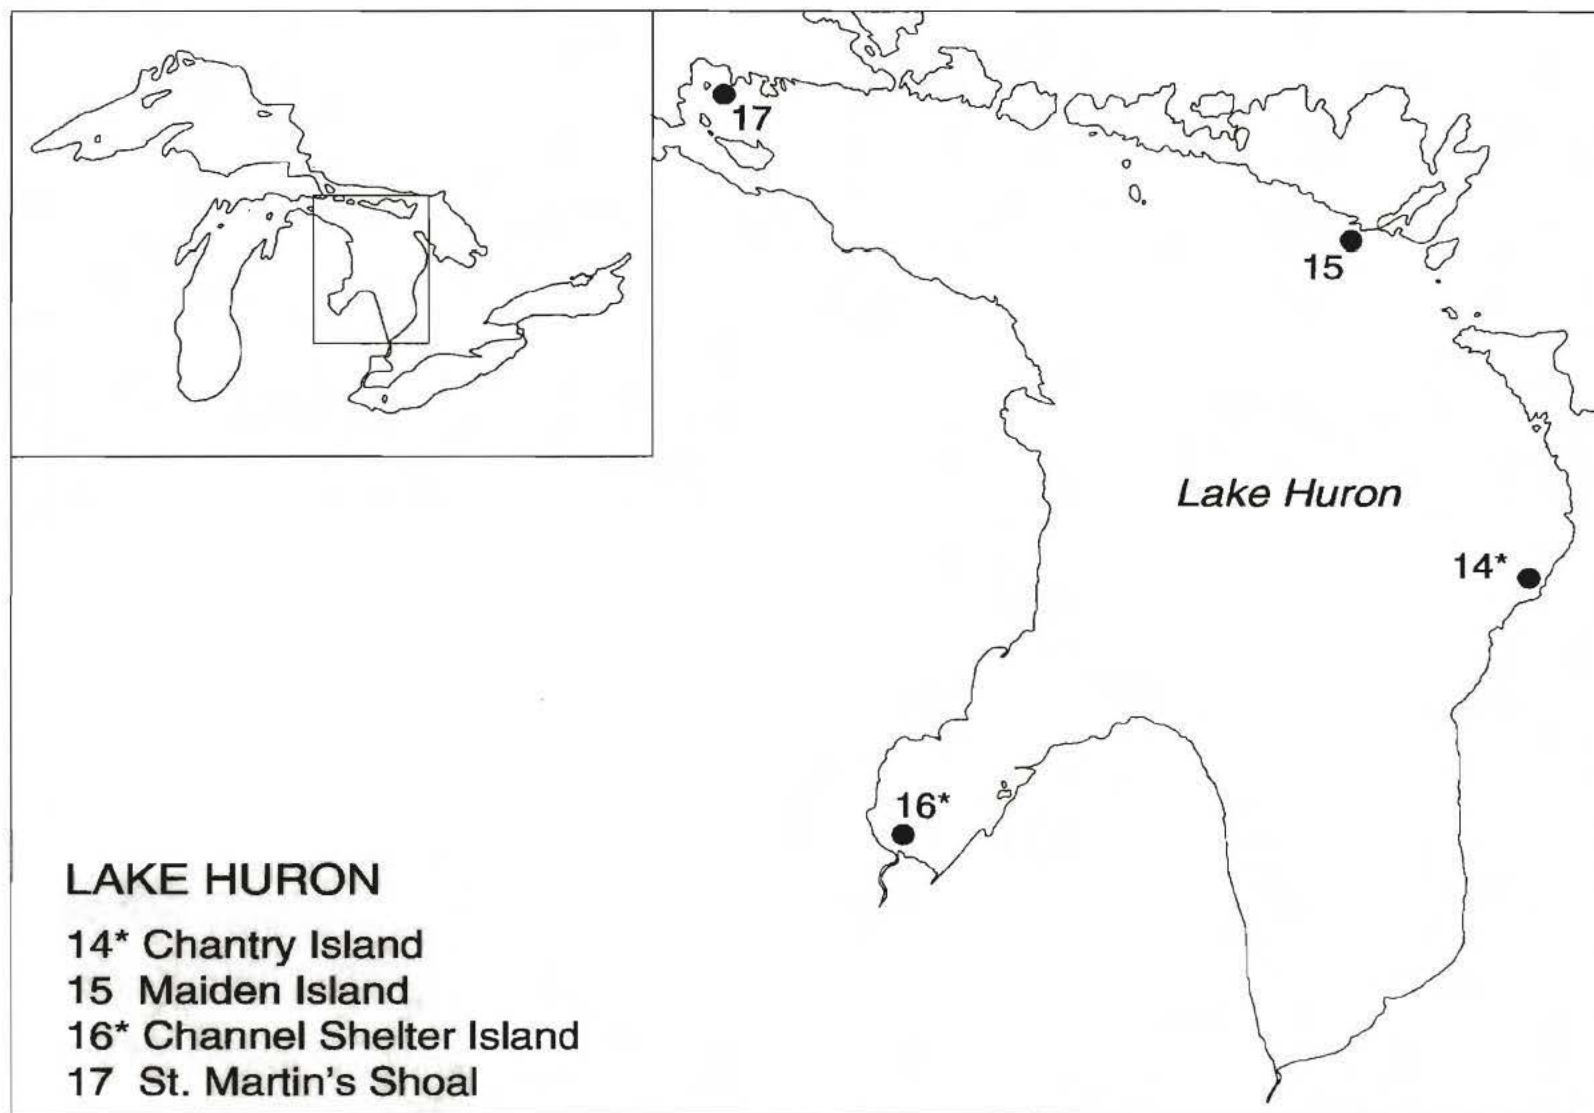 17
15
Lake Huron
14*
16*
LAKE HURON
14* Chantry Island
15 Maiden Island
16* Channel Shelter Island
17 St. Martin's Shoal